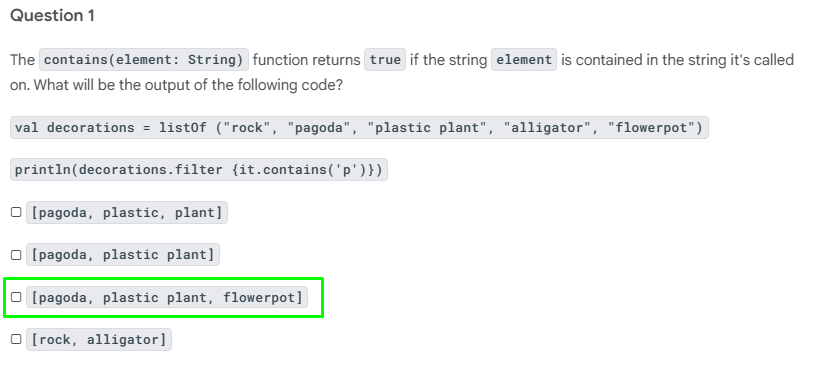 Question 1
The contains(element: String) function returns true if the string element is contained in the string it's called
on. What will be the output of the following code?
val decorations = listOf ("rock", "pagoda", "plastic plant", "alligator", "flowerpot")
println(decorations.filter {it.contains('p')})
[pagoda, plastic, plant]
[pagoda, plastic plant]
[pagoda, plastic plant, flowerpot]
[rock, alligator]